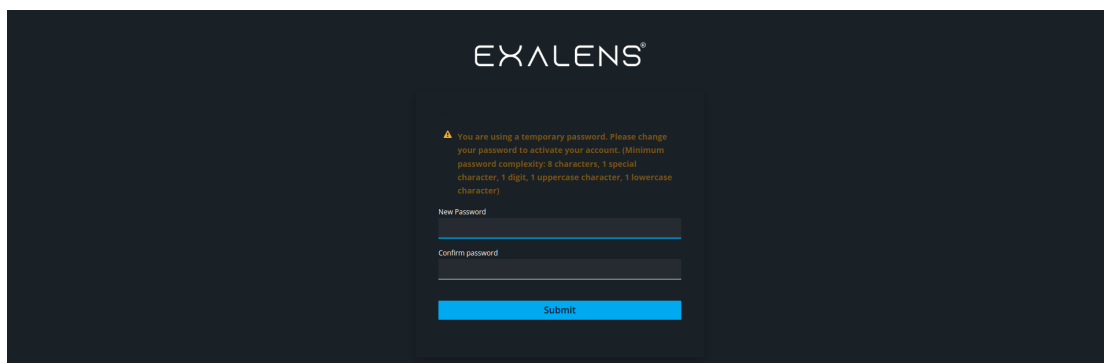 EXALENS®
You are using a temporary password. Please change
your password to activate your account. (Minimum
password complexity: 8 characters, 1 special
character, 1 digit, 1 uppercase character, 1 lowercase
character)
New Password
Confirm password
Submit